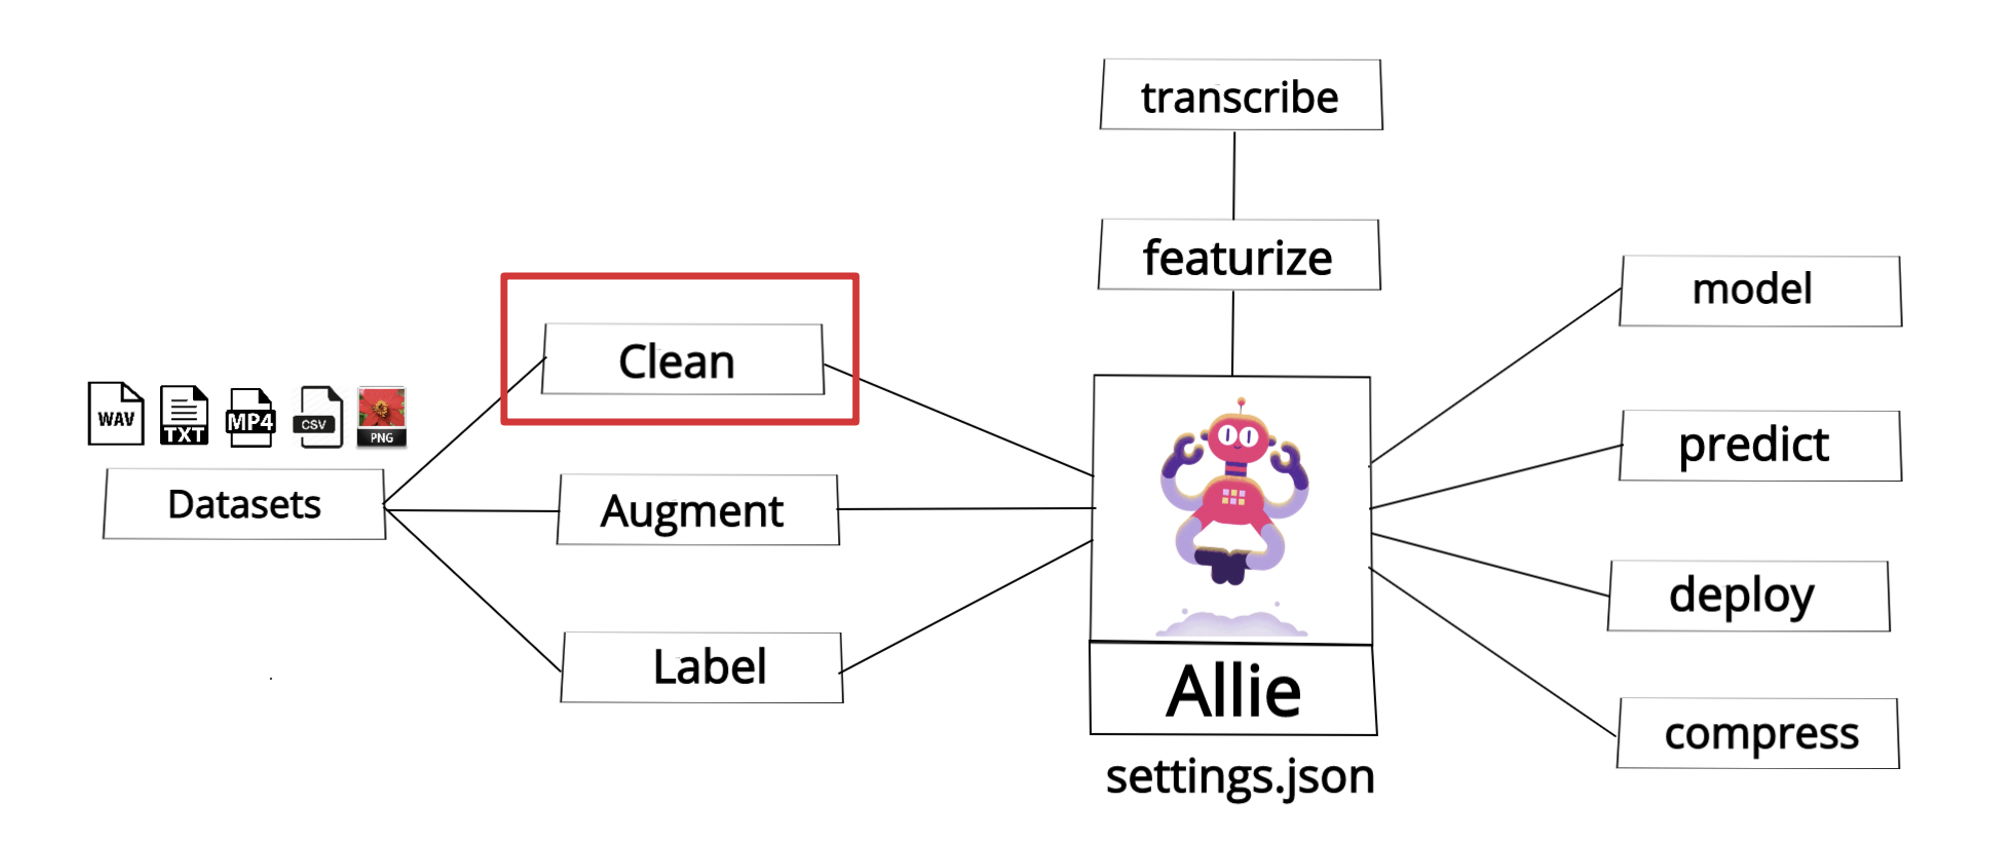 transcribe
featurize
model
Clean
WAV
TXT
MP4
CSV
PNG
predict
Datasets
Augment
deploy
Label
Allie
compress
settings.json